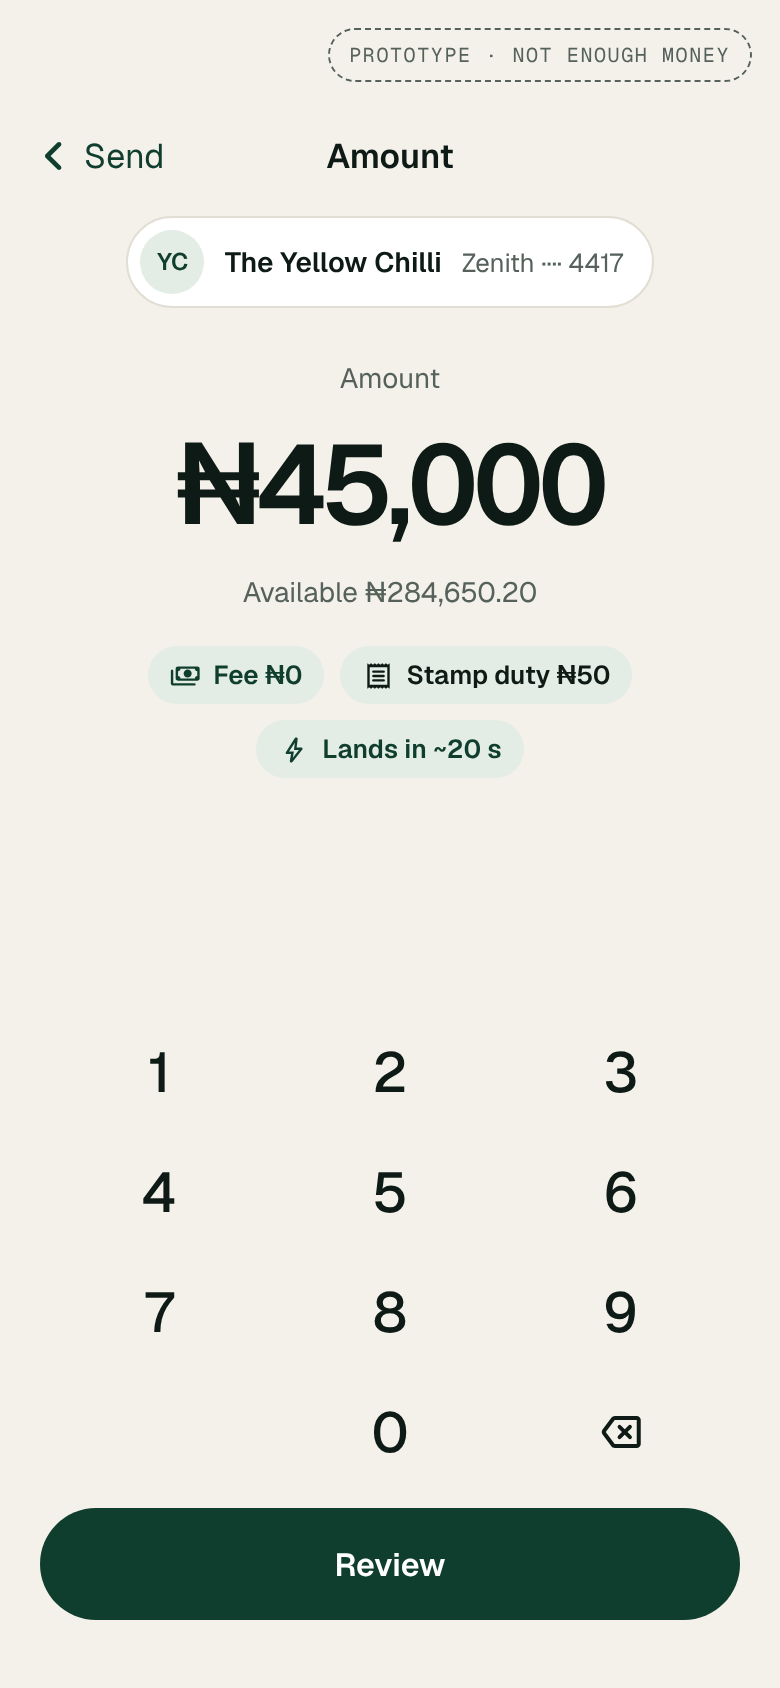 PROTOTYPE · NOT ENOUGH MONEY
Send
Amount
YC The Yellow Chilli Zenith ···· 4417
Amount
₦45,000
Available ₦284,650.20
Fee ₦0 Stamp duty ₦50
Lands in ~20 s
1 2 3
4 5 6
7 8 9
0
Review